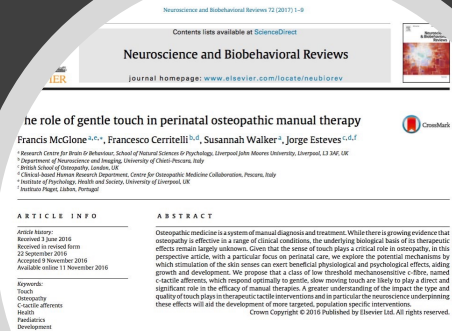 Neuroscience and Biobehavioral Reviews 72 (2017) 1–9
Contents lists available at ScienceDirect
Neuroscience and Biobehavioral Reviews
journal homepage: www.elsevier.com/locate/neubiorev
he role of gentle touch in perinatal osteopathic manual therapy
CrossMark
Francis McGlone a,e,*, Francesco Cerritelli b,d, Susannah Walker a, Jorge Esteves c,d,f
a Research Centre for Brain & Behaviour, School of Natural Sciences & Psychology, Liverpool John Moores University, Liverpool, L3 3AF, UK
b Department of Neuroscience and Imaging, University of Chieti-Pescara, Italy
c British School of Osteopathy, London, UK
d Clinical-based Human Research Department, Centre for Osteopathic Medicine Collaboration, Pescara, Italy
e Institute of Psychology, Health and Society, University of Liverpool, UK
f Instituto Piaget, Lisbon, Portugal
ARTICLE INFO
Article history:
Received 3 June 2016
Received in revised form
22 September 2016
Accepted 9 November 2016
Available online 11 November 2016
Keywords:
Touch
Osteopathy
C-tactile afferents
Health
Paediatrics
Development
ABSTRACT
Osteopathic medicine is a system of manual diagnosis and treatment. While there is growing evidence that
osteopathy is effective in a range of clinical conditions, the underlying biological basis of its therapeutic
effects remain largely unknown. Given that the sense of touch plays a critical role in osteopathy, in this
perspective article, with a particular focus on perinatal care, we explore the potential mechanisms by
which stimulation of the skin senses can exert beneficial physiological and psychological effects, aiding
growth and development. We propose that a class of low threshold mechanosensitive c-fibre, named
c-tactile afferents, which respond optimally to gentle, slow moving touch are likely to play a direct and
significant role in the efficacy of manual therapies. A greater understanding of the impact the type and
quality of touch plays in therapeutic tactile interventions and in particular the neuroscience underpinning
these effects will aid the development of more targeted, population specific interventions.
Crown Copyright © 2016 Published by Elsevier Ltd. All rights reserved.